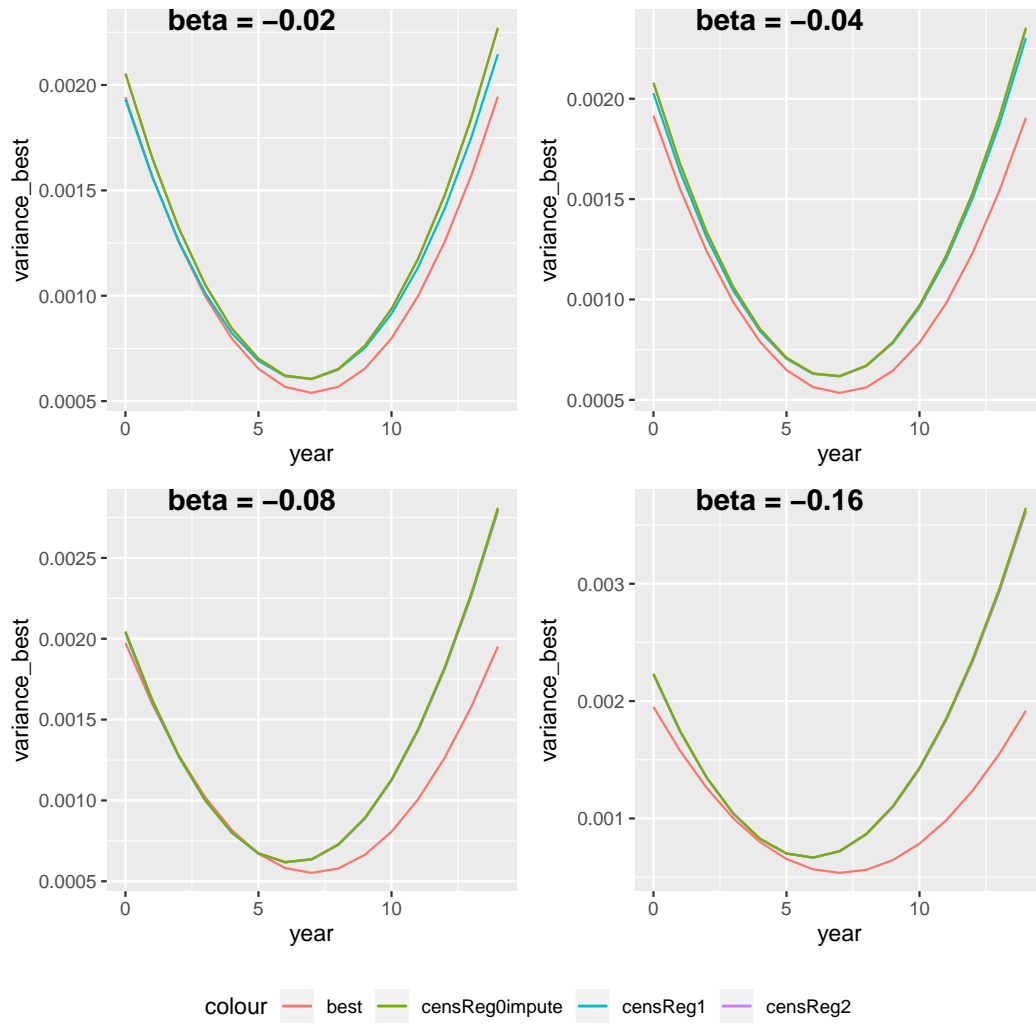 beta = −0.02
0.0020
0.0015
0.0010
0.0005
variance_best
0 5 10
year
beta = −0.04
0.0020
0.0015
0.0010
0.0005
variance_best
0 5 10
year
beta = −0.08
0.0025
0.0020
0.0015
0.0010
0.0005
variance_best
0 5 10
year
beta = −0.16
0.003
0.002
0.001
variance_best
0 5 10
year
colour best censReg0impute censReg1 censReg2